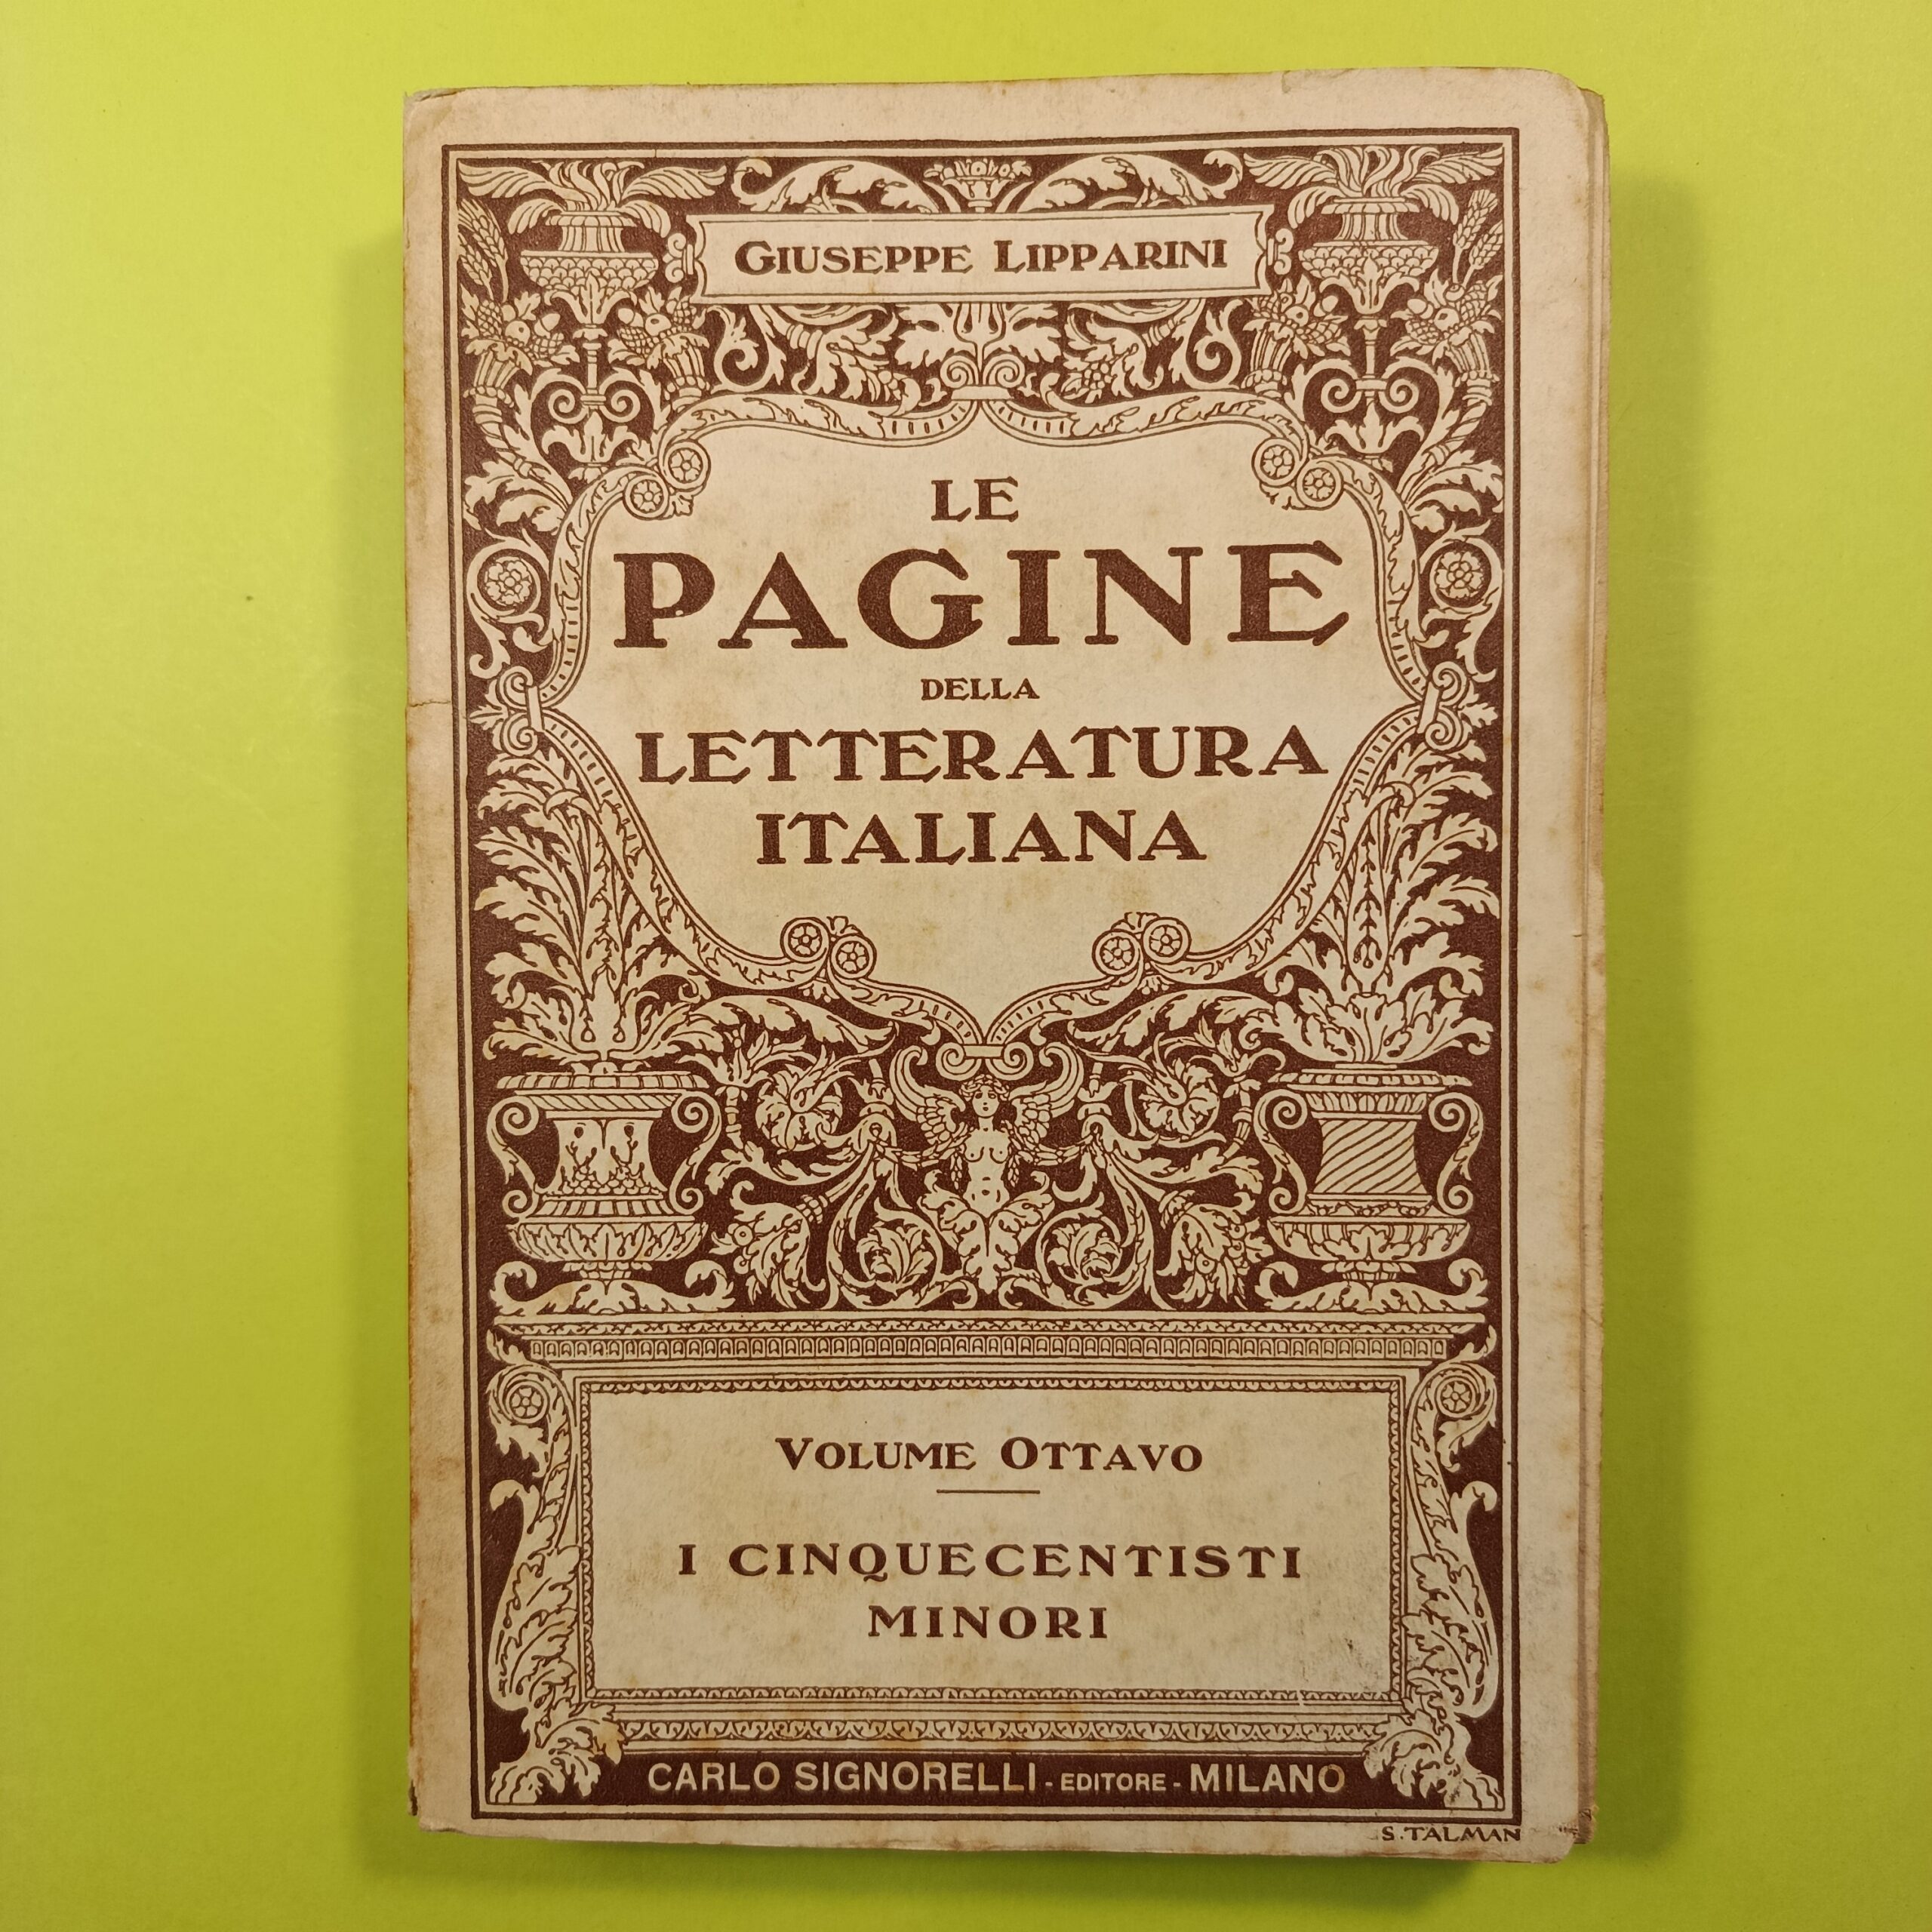 GIUSEPPE LIPPARINI
LE
PAGINE
DELLA
LETTERATURA
ITALIANA
VOLUME OTTAVO
I CINQUECENTISTI
MINORI
CARLO SIGNORELLI - EDITORE - MILANO
S. TALMAN